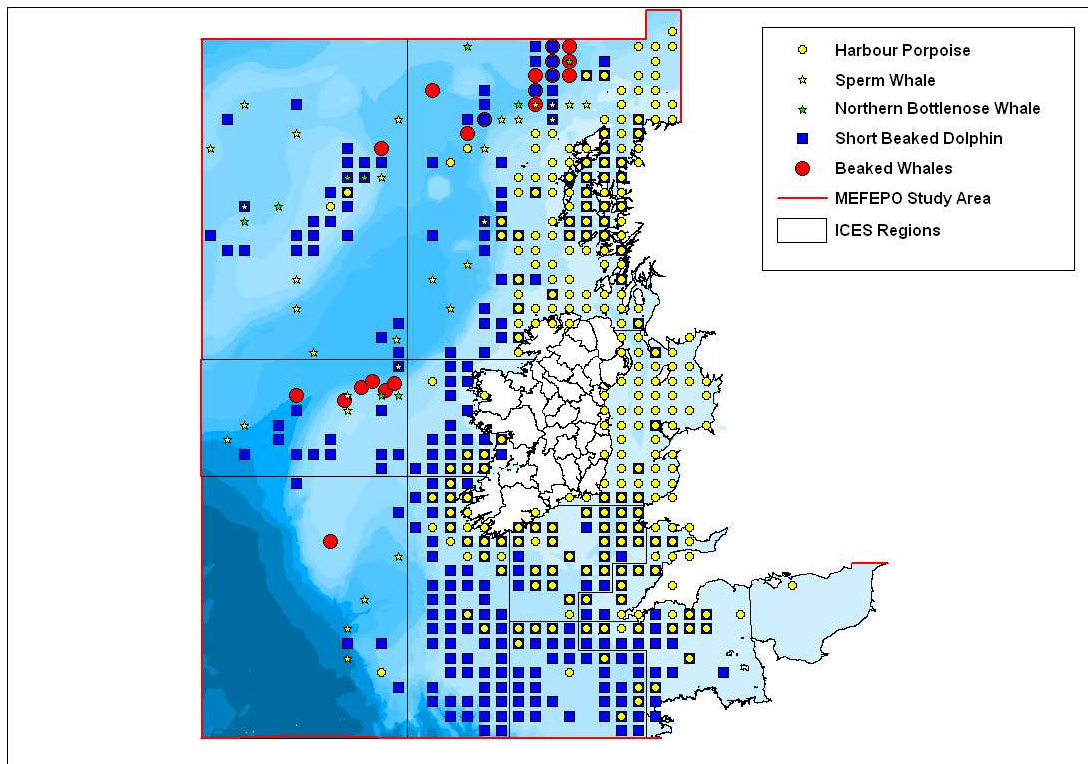 Harbour Porpoise
Sperm Whale
Northern Bottlenose Whale
Short Beaked Dolphin
Beaked Whales
MEFEPO Study Area
ICES Regions